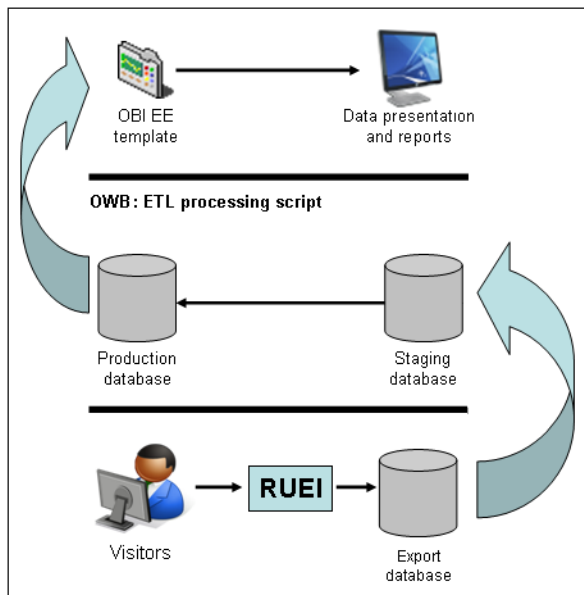 OBI EE
template
Data presentation
and reports
OWB: ETL processing script
Production
database
Staging
database
RUEI
Visitors
Export
database